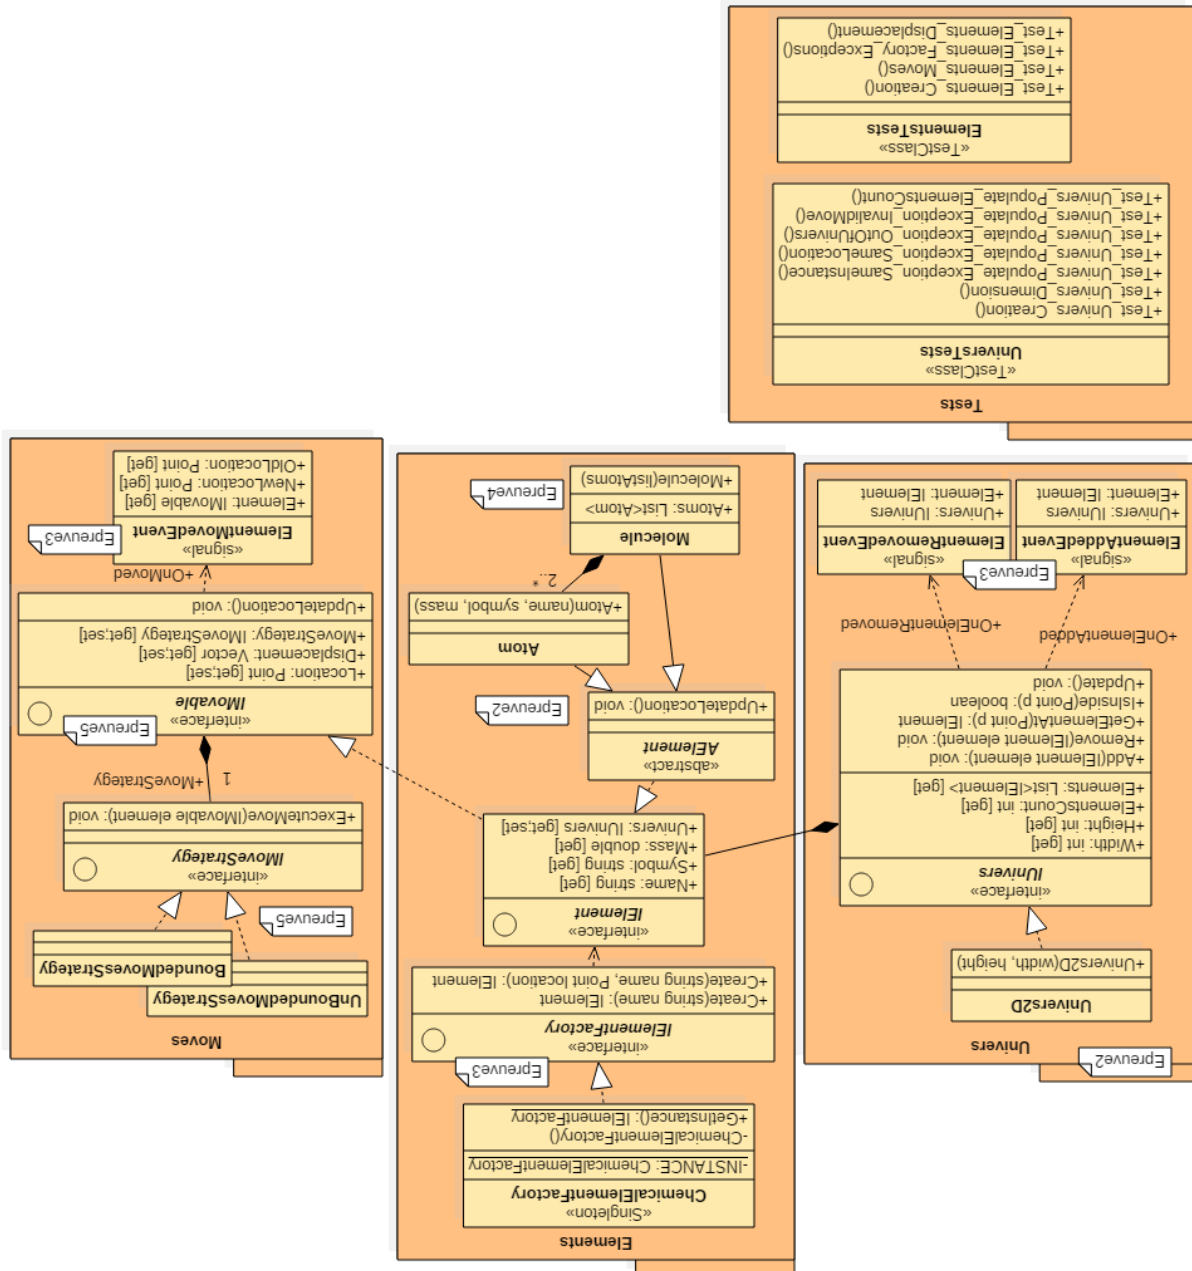 Epreuve2
Univers
Univers2D
+Univers2D(width, height)
«interface»
IUnivers
+Width: int [get]
+Height: int [get]
+ElementsCount: int [get]
+Elements: List<IElement> [get]
+Add(IElement element): void
+Remove(IElement element): void
+GetElementAt(Point p): IElement
+IsInside(Point p): boolean
+Update(): void
+OnElementAdded
+OnElementRemoved
Epreuve3
«signal»
ElementAddedEvent
+Univers: IUnivers
+Element: IElement
«signal»
ElementRemovedEvent
+Univers: IUnivers
+Element: IElement
Elements
«Singleton»
ChemicalElementFactory
-INSTANCE: ChemicalElementFactory
-ChemicalElementFactory()
+GetInstance(): IElementFactory
Epreuve3
«interface»
IElementFactory
+Create(string name): IElement
+Create(string name, Point location): IElement
«interface»
IElement
+Name: string [get]
+Symbol: string [get]
+Mass: double [get]
+Univers: IUnivers [get;set]
«abstract»
AElement
+UpdateLocation(): void
Epreuve2
Atom
+Atom(name, symbol, mass)
2..*
Molecule
+Atoms: List<Atom>
+Molecule(listAtoms)
Epreuve4
Moves
UnBoundedMovesStrategy
BoundedMovesStrategy
Epreuve5
«interface»
IMoveStrategy
+ExecuteMove(IMovable element): void
1
+MoveStrategy
Epreuve5
«interface»
IMovable
+Location: Point [get;set]
+Displacement: Vector [get;set]
+MoveStrategy: IMoveStrategy [get;set]
+UpdateLocation(): void
+OnMoved
Epreuve3
«signal»
ElementMovedEvent
+Element: IMovable [get]
+NewLocation: Point [get]
+OldLocation: Point [get]
Tests
«TestClass»
UniversTests
+Test_Univers_Creation()
+Test_Univers_Dimension()
+Test_Univers_Populate_Exception_SameInstance()
+Test_Univers_Populate_Exception_SameLocation()
+Test_Univers_Populate_Exception_OutOfUnivers()
+Test_Univers_Populate_Exception_InvalidMove()
+Test_Univers_Populate_ElementsCount()
«TestClass»
ElementsTests
+Test_Elements_Creation()
+Test_Elements_Moves()
+Test_Elements_Factory_Exceptions()
+Test_Elements_Displacement()